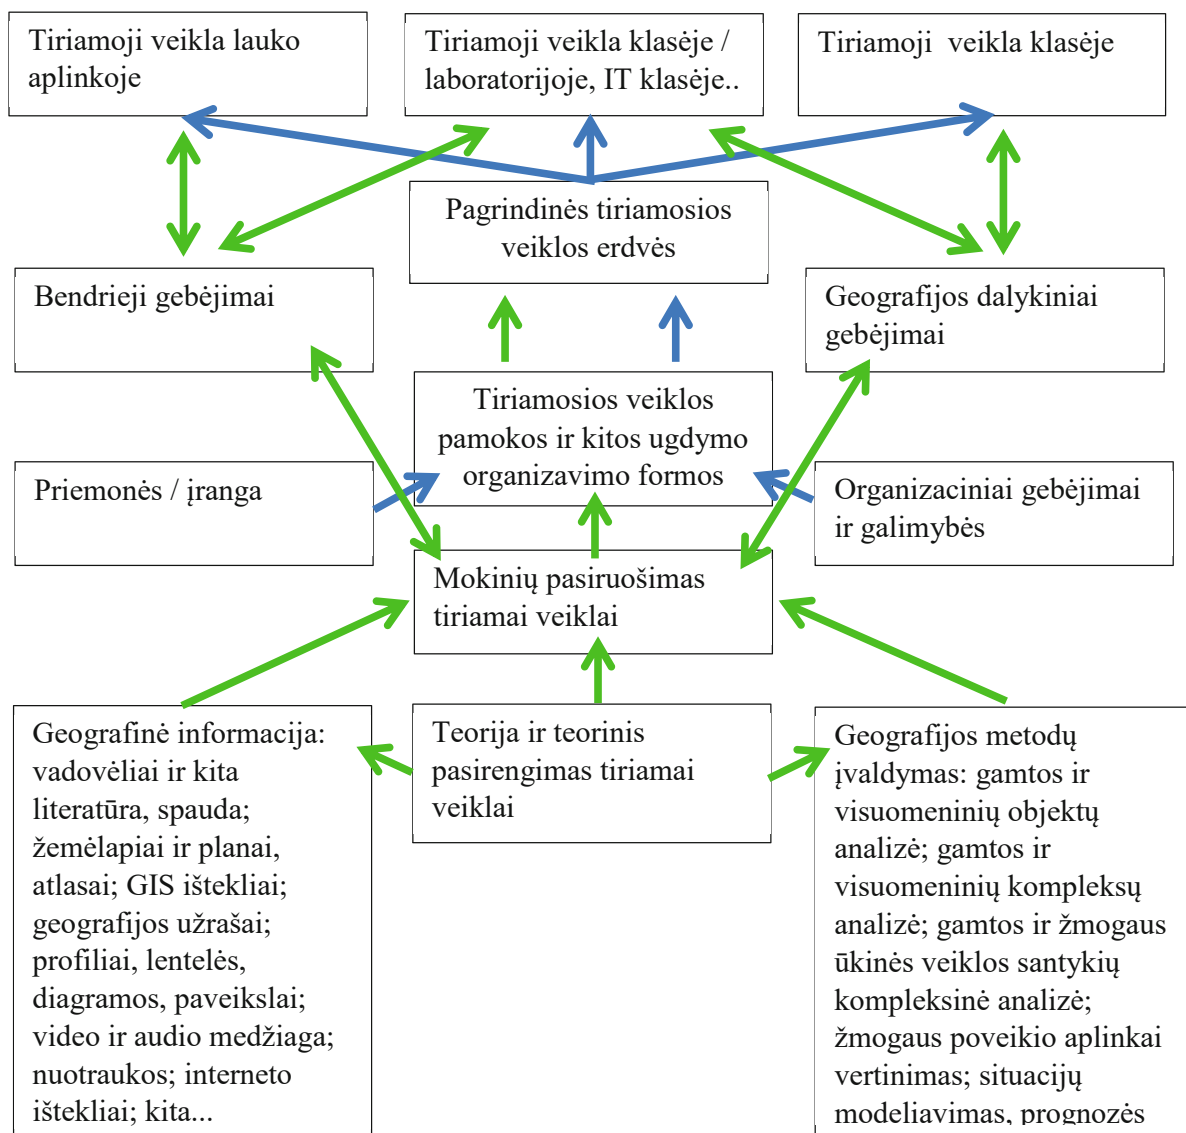 Tiriamoji veikla lauko
aplinkoje
Tiriamoji veikla klasėje /
laboratorijoje, IT klasėje..
Tiriamoji  veikla klasėje
Pagrindinės tiriamosios
veiklos erdvės
Bendrieji gebėjimai
Geografijos dalykiniai
gebėjimai
Tiriamosios veiklos
pamokos ir kitos ugdymo
organizavimo formos
Priemonės / įranga
Organizaciniai gebėjimai
ir galimybės
Mokinių pasiruošimas
tiriamai veiklai
Geografinė informacija:
vadovėliai ir kita
literatūra, spauda;
žemėlapiai ir planai,
atlasai; GIS ištekliai;
geografijos užrašai;
profiliai, lentelės,
diagramos, paveikslai;
video ir audio medžiaga;
nuotraukos; interneto
ištekliai; kita...
Teorija ir teorinis
pasirengimas tiriamai
veiklai
Geografijos metodų
įvaldymas: gamtos ir
visuomeninių objektų
analizė; gamtos ir
visuomeninių kompleksų
analizė; gamtos ir žmogaus
ūkinės veiklos santykių
kompleksinė analizė;
žmogaus poveikio aplinkai
vertinimas; situacijų
modeliavimas, prognozės